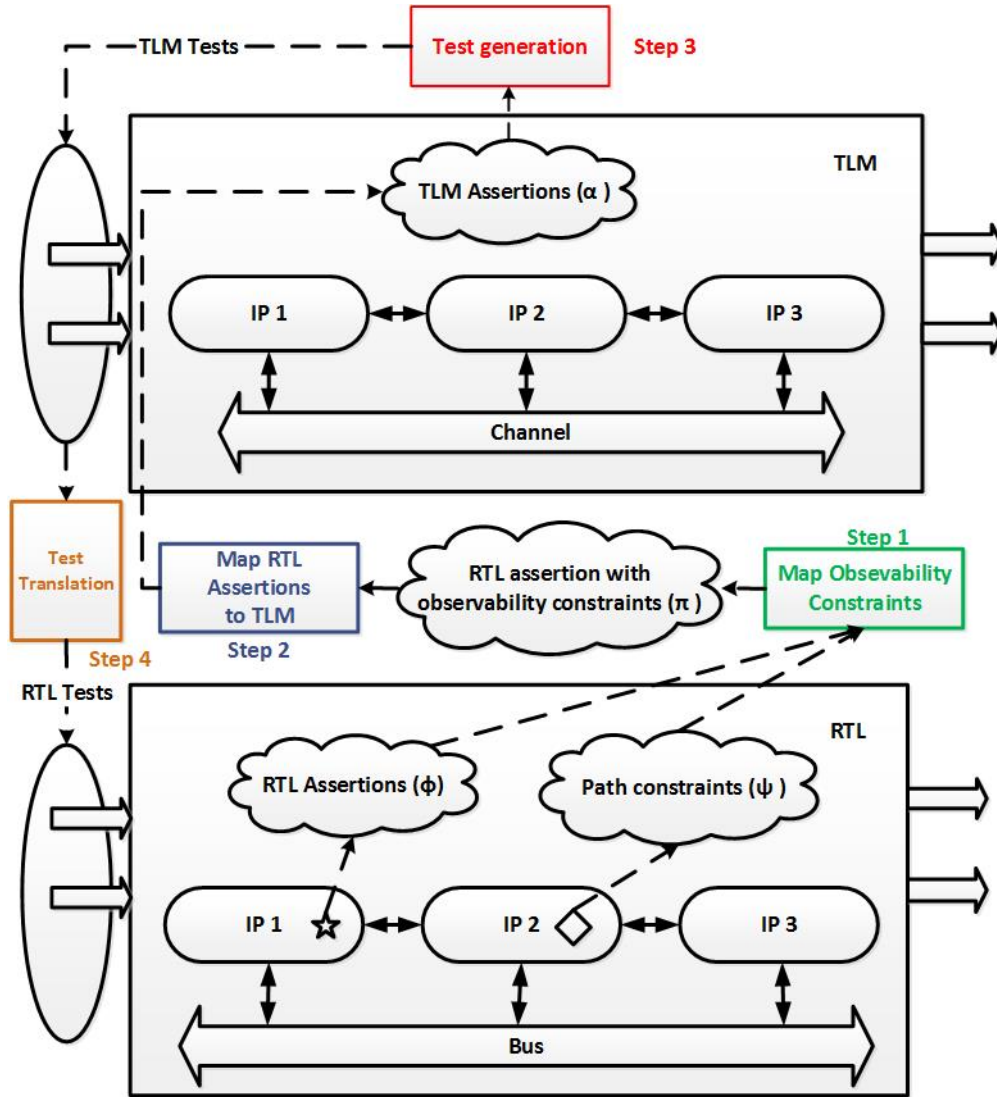 TLM Tests
Test generation
Step 3
TLM
TLM Assertions (α )
IP 1
IP 2
IP 3
Channel
Step 1
Test
Translation
Map RTL
Assertions
to TLM
RTL assertion with
observability constraints (π )
Map Obsevability
Constraints
Step 2
Step 4
RTL Tests
RTL
RTL Assertions (ϕ)
Path constraints (ψ )
IP 1
IP 2
IP 3
Bus